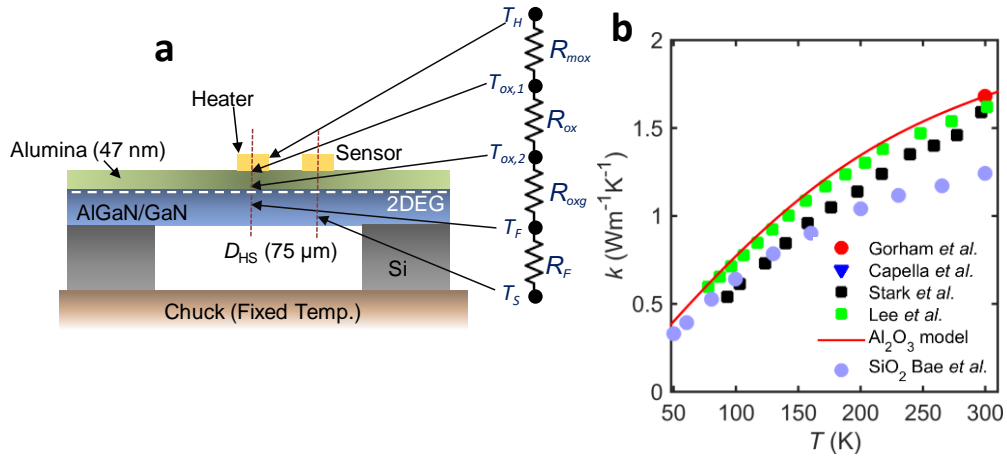 a
Heater
Alumina (47 nm)
Sensor
2DEG
AlGaN/GaN
D_HS (75 µm)
Si
Chuck (Fixed Temp.)
T_H
R_mox
T_ox,1
R_ox
T_ox,2
R_oxg
T_F
R_F
T_S
b
k (Wm⁻¹K⁻¹)
2
1.5
1
0.5
0
50 100 150 200 250 300
T (K)
Gorham et al.
Capella et al.
Stark et al.
Lee et al.
Al₂O₃ model
SiO₂ Bae et al.